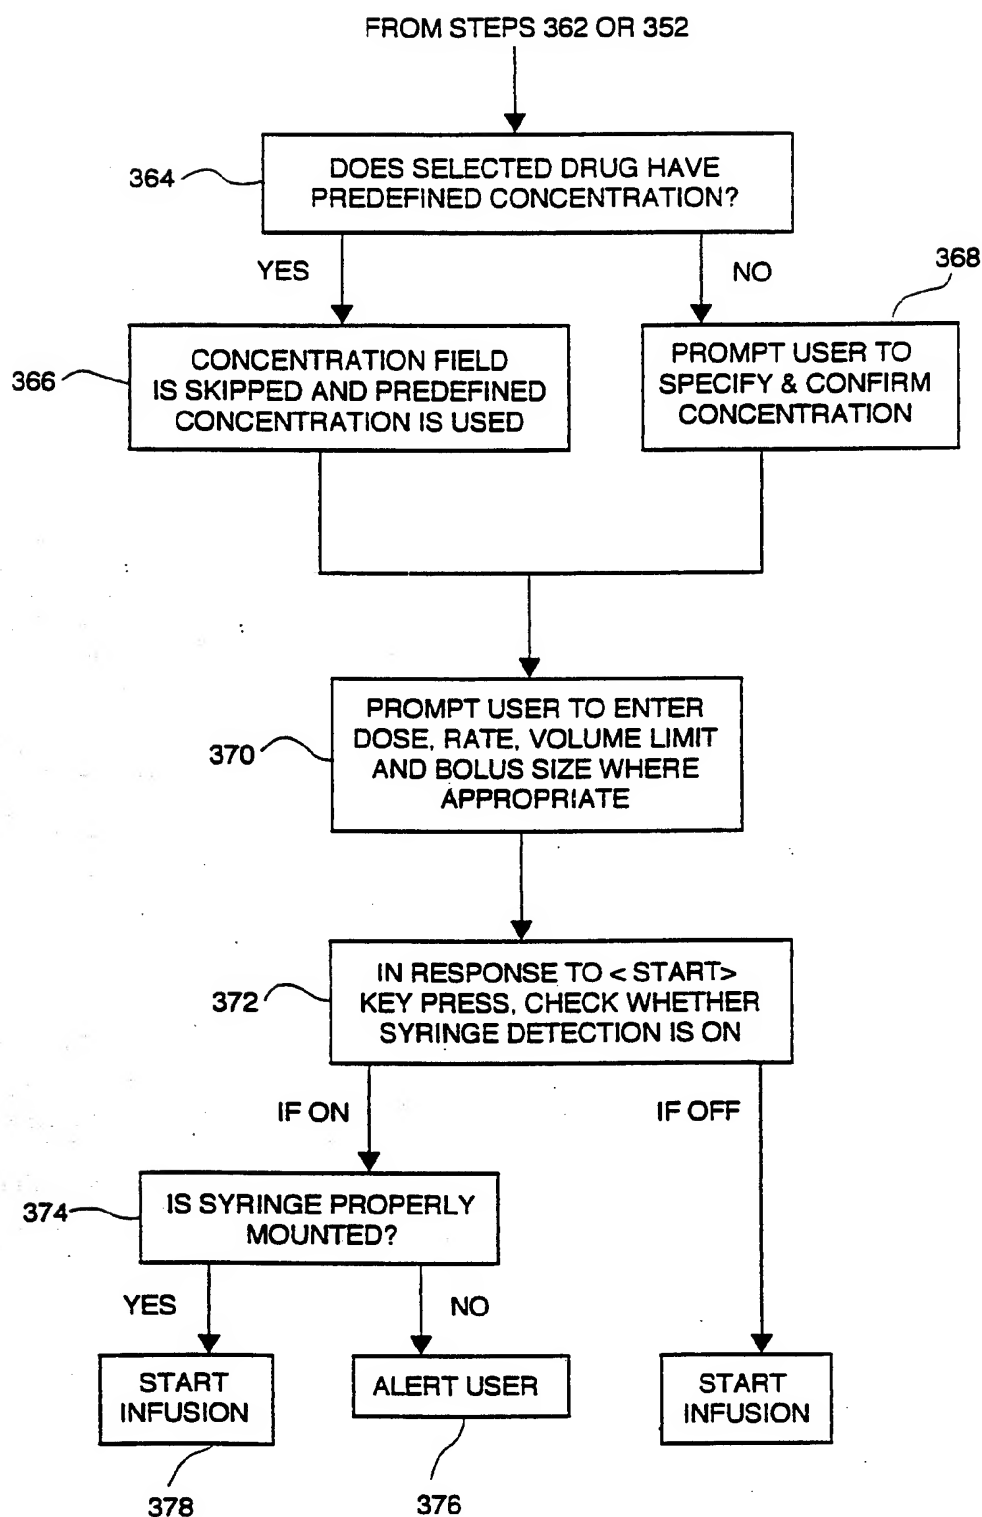 FROM STEPS 362 OR 352
364
DOES SELECTED DRUG HAVE
PREDEFINED CONCENTRATION?
YES
NO
368
366
CONCENTRATION FIELD
IS SKIPPED AND PREDEFINED
CONCENTRATION IS USED
PROMPT USER TO
SPECIFY & CONFIRM
CONCENTRATION
370
PROMPT USER TO ENTER
DOSE, RATE, VOLUME LIMIT
AND BOLUS SIZE WHERE
APPROPRIATE
372
IN RESPONSE TO < START>
KEY PRESS, CHECK WHETHER
SYRINGE DETECTION IS ON
IF ON
IF OFF
374
IS SYRINGE PROPERLY
MOUNTED?
YES
NO
START
INFUSION
ALERT USER
START
INFUSION
378
376